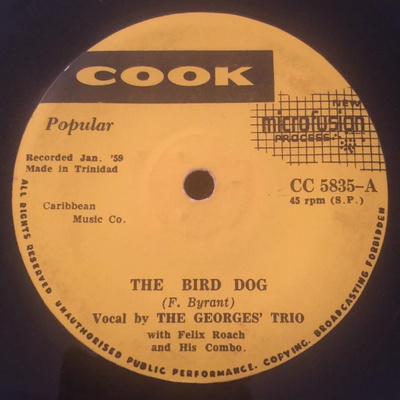 COOK
Popular
NEW
microfusion
PROCESS
Recorded Jan. '59
Made in Trinidad
CC 5835-A
45 rpm (S.P.)
Caribbean
Music Co.
THE BIRD DOG
(F. Byrant)
Vocal by THE GEORGES' TRIO
with Felix Roach
and His Combo.
ALL RIGHTS RESERVED UNAUTHORISED PUBLIC PERFORMANCE. COPYING. BROADCASTING FORBIDDEN